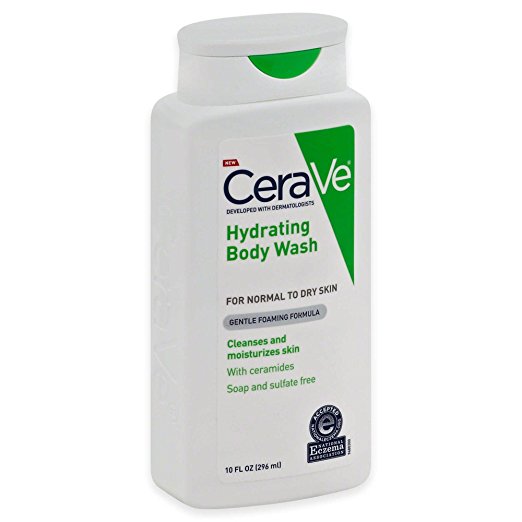 NEW
CeraVe®
DEVELOPED WITH DERMATOLOGISTS
Hydrating
Body Wash
FOR NORMAL TO DRY SKIN
GENTLE FOAMING FORMULA
Cleanses and
moisturizes skin
With ceramides
Soap and sulfate free
ACCEPTED
NATIONAL
Eczema
ASSOCIATION
10 FL OZ (296 ml)
CeraVe